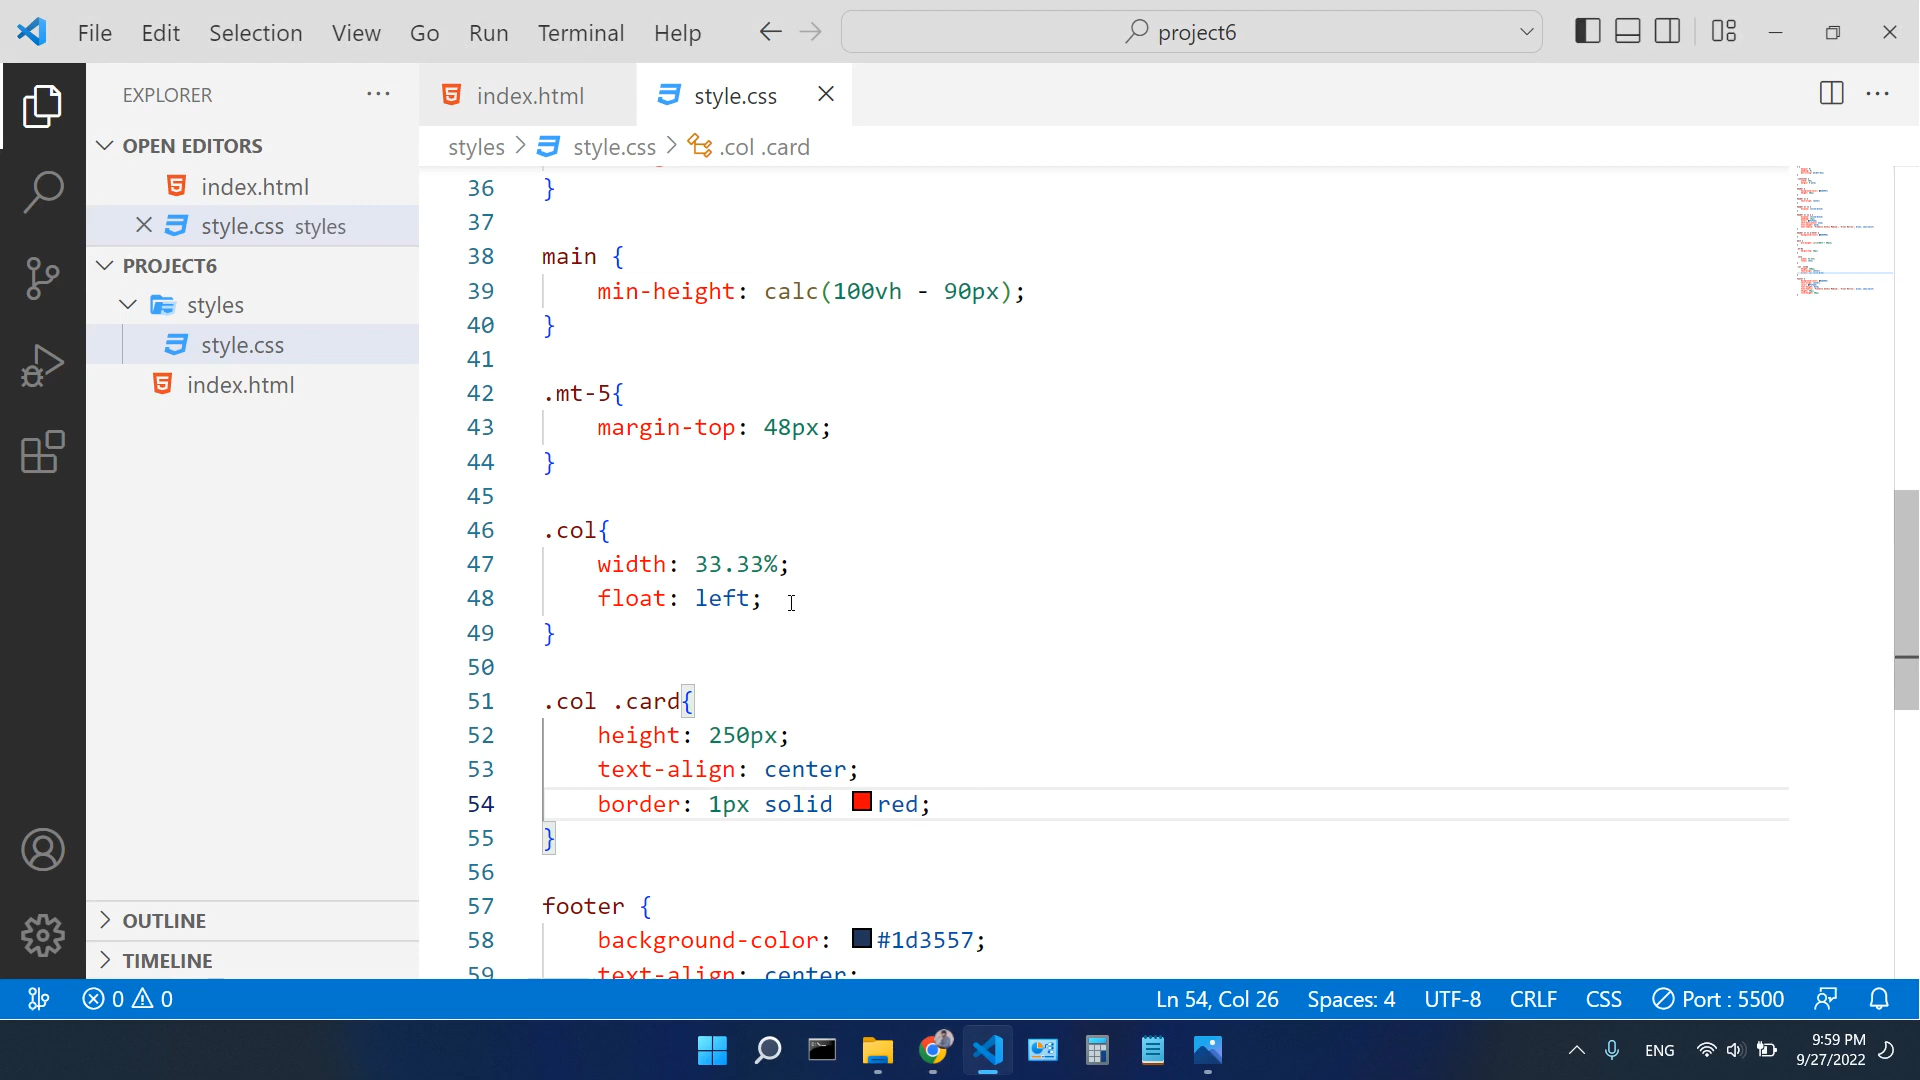 File Edit Selection View Go Run Terminal Help
project6
EXPLORER
OPEN EDITORS
index.html
style.css styles
PROJECT6
styles
style.css
index.html
OUTLINE
TIMELINE
index.html style.css
styles > style.css > .col .card
36 }
37
38 main {
39 min-height: calc(100vh - 90px);
40 }
41
42 .mt-5{
43 margin-top: 48px;
44 }
45
46 .col{
47 width: 33.33%;
48 float: left;
49 }
50
51 .col .card{
52 height: 250px;
53 text-align: center;
54 border: 1px solid red;
55 }
56
57 footer {
58 background-color: #1d3557;
59 text-align: center;
0 0 Ln 54, Col 26 Spaces: 4 UTF-8 CRLF CSS Port : 5500
ENG 9:59 PM
9/27/2022